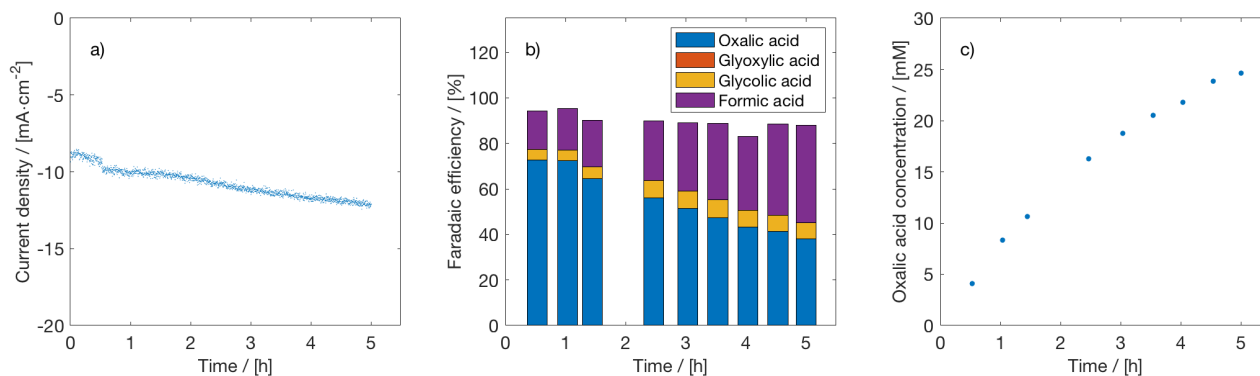 a)
0
-5
-10
-15
-20
Current density / [mA·cm⁻²]
0 1 2 3 4 5
Time / [h]
b)
Oxalic acid
Glyoxylic acid
Glycolic acid
Formic acid
120
100
80
60
40
20
0
Faradaic efficiency / [%]
0 1 2 3 4 5
Time / [h]
c)
30
25
20
15
10
5
0
Oxalic acid concentration / [mM]
0 1 2 3 4 5
Time / [h]